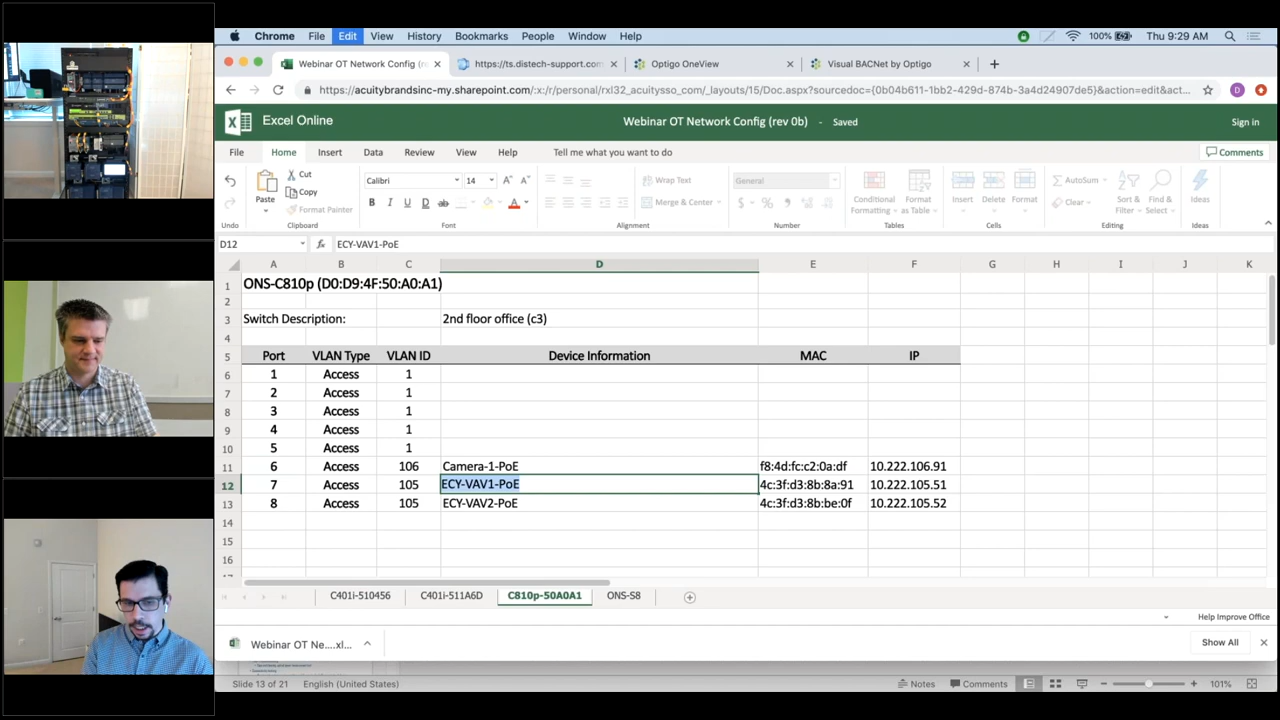 Chrome File Edit View History Bookmarks People Window Help 100% Thu 9:29 AM
Webinar OT Network Config (re × https://ts.distech-support.com × Optigo OneView × Visual BACNet by Optigo × +
https://acuitybrandsinc-my.sharepoint.com/:x:/r/personal/rxl32_acuitysso_com/_layouts/15/Doc.aspx?sourcedoc={0b04b611-1bb2-429d-874b-3a4d24907de5}&action=edit&ac...
Excel Online Webinar OT Network Config (rev 0b) - Saved Sign in
File Home Insert Data Review View Help Tell me what you want to do Comments
Cut
Copy
Format Painter
Paste
Calibri 14
Wrap Text
Merge & Center
General
Conditional Formatting
Format as Table
Insert Delete Format
AutoSum
Clear
Sort & Filter
Find & Select
Ideas
Undo Clipboard Font Alignment Number Tables Cells Editing Ideas
D12 fx ECY-VAV1-PoE
A B C D E F G H I J K
1 ONS-C810p (D0:D9:4F:50:A0:A1)
2
3 Switch Description: 2nd floor office (c3)
4
5 Port VLAN Type VLAN ID Device Information MAC IP
6 1 Access 1
7 2 Access 1
8 3 Access 1
9 4 Access 1
10 5 Access 1
11 6 Access 106 Camera-1-PoE f8:4d:fc:c2:0a:df 10.222.106.91
12 7 Access 105 ECY-VAV1-PoE 4c:3f:d3:8b:8a:91 10.222.105.51
13 8 Access 105 ECY-VAV2-PoE 4c:3f:d3:8b:be:0f 10.222.105.52
14
15
16
C401i-510456 C401i-511A6D C810p-50A0A1 ONS-S8
Help Improve Office
Webinar OT Ne....xl... Show All
Slide 13 of 21 English (United States) Notes Comments 101%